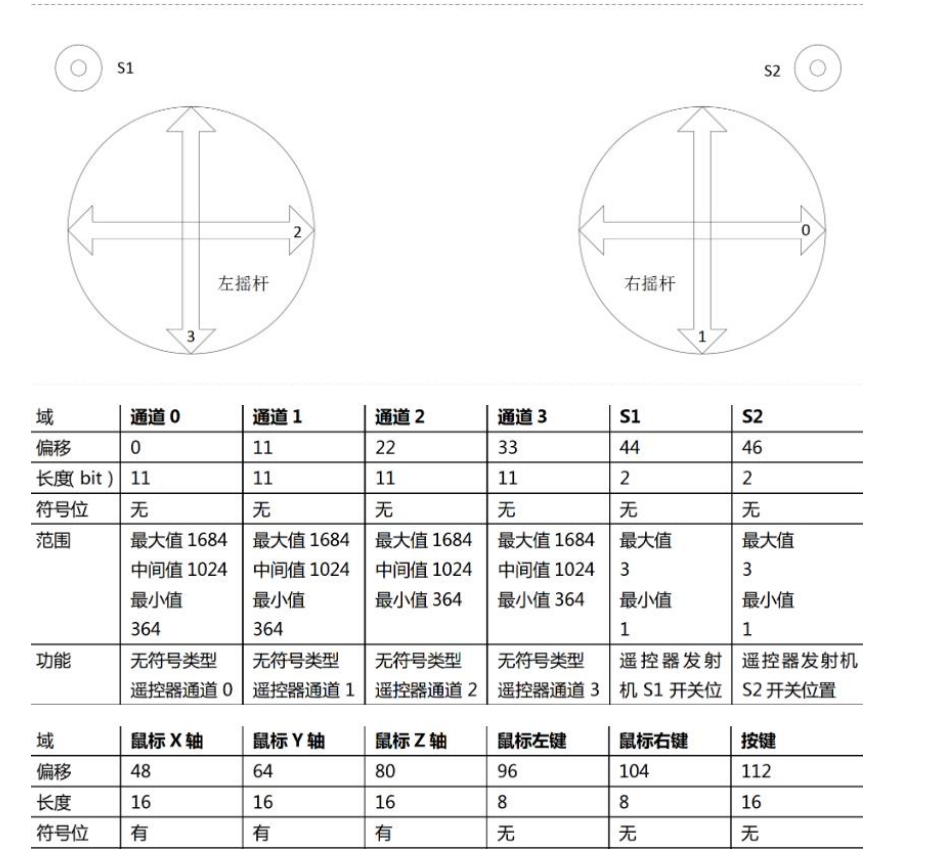 S1
S2
2
0
左摇杆
右摇杆
3
1
域 通道 0 通道 1 通道 2 通道 3 S1 S2
偏移 0 11 22 33 44 46
长度( bit ) 11 11 11 11 2 2
符号位 无 无 无 无 无 无
范围 最大值 1684 最大值 1684 最大值 1684 最大值 1684 最大值 最大值
中间值 1024 中间值 1024 中间值 1024 中间值 1024 3 3
最小值 最小值 最小值 364 最小值 364 最小值 最小值
364 364 1 1
功能 无符号类型 无符号类型 无符号类型 无符号类型 遥控器发射 遥控器发射机
遥控器通道 0 遥控器通道 1 遥控器通道 2 遥控器通道 3 机 S1 开关位 S2 开关位置
域 鼠标 X 轴 鼠标 Y 轴 鼠标 Z 轴 鼠标左键 鼠标右键 按键
偏移 48 64 80 96 104 112
长度 16 16 16 8 8 16
符号位 有 有 有 无 无 无